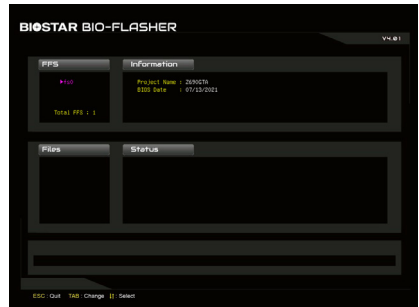 BIOSTAR BIO-FLASHER
V4.01
FFS
Information
▶fs0
Total FFS : 1
Project Name : Z690GTA
BIOS Date : 07/13/2021
Files
Status
ESC : Quit TAB : Change ↑↓ : Select